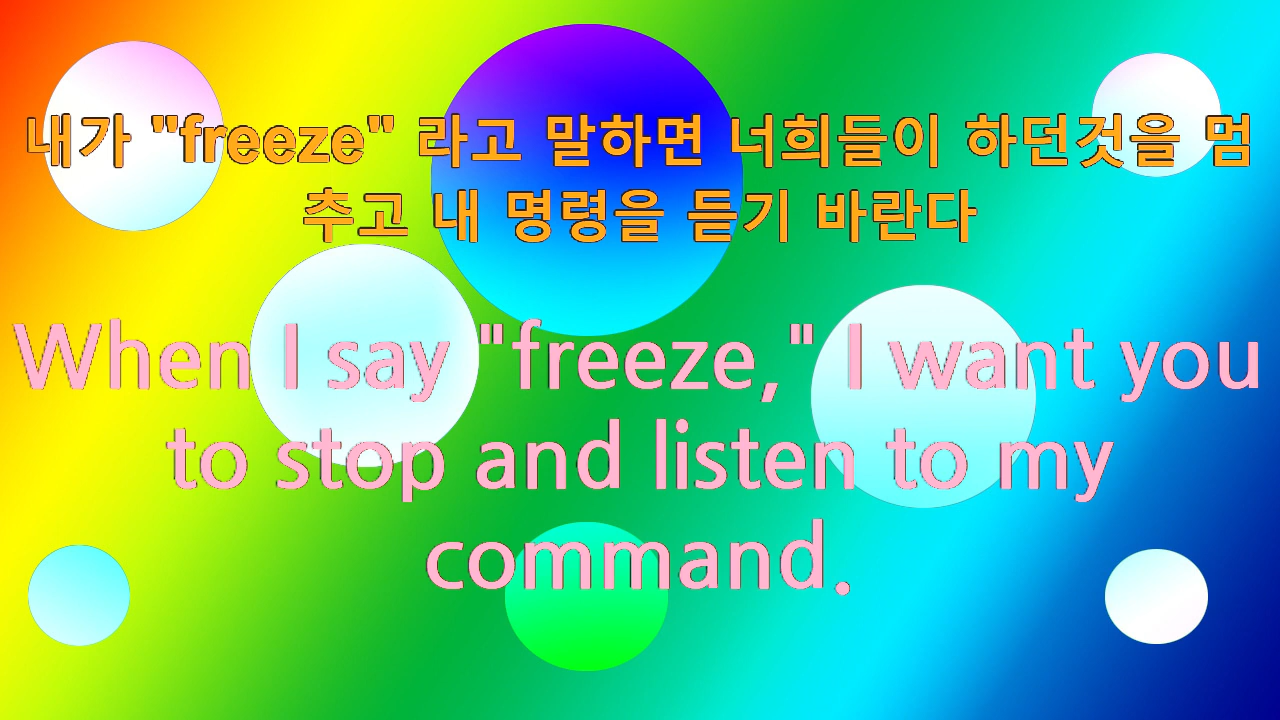 내가 "freeze" 라고 말하면 너희들이 하던것을 멈
추고 내 명령을 듣기 바란다
When I say "freeze," I want you
to stop and listen to my
command.